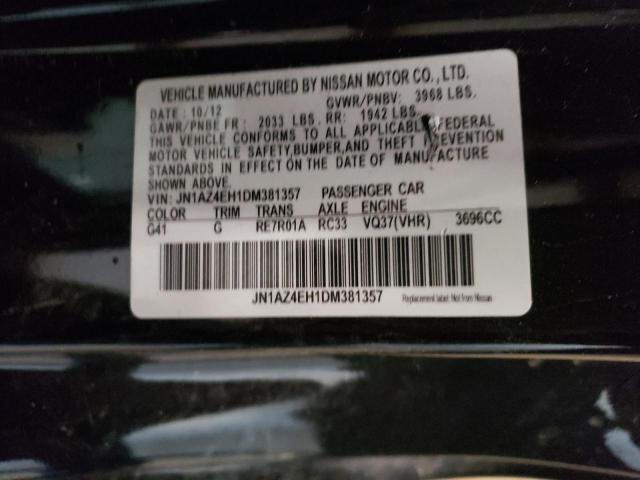 VEHICLE MANUFACTURED BY NISSAN MOTOR CO., LTD.
DATE : 10/12 GVWR/PNBV: 3968 LBS.
GAWR/PNBE FR: 2033 LBS. RR: 1942 LBS.
THIS VEHICLE CONFORMS TO ALL APPLICABLE FEDERAL
MOTOR VEHICLE SAFETY,BUMPER,AND THEFT PREVENTION
STANDARDS IN EFFECT ON THE DATE OF MANUFACTURE
SHOWN ABOVE.
VIN: JN1AZ4EH1DM381357 PASSENGER CAR
COLOR TRIM TRANS AXLE ENGINE
G41 G RE7R01A RC33 VQ37(VHR) 3696CC
JN1AZ4EH1DM381357 Replacement label: Not from Nissan